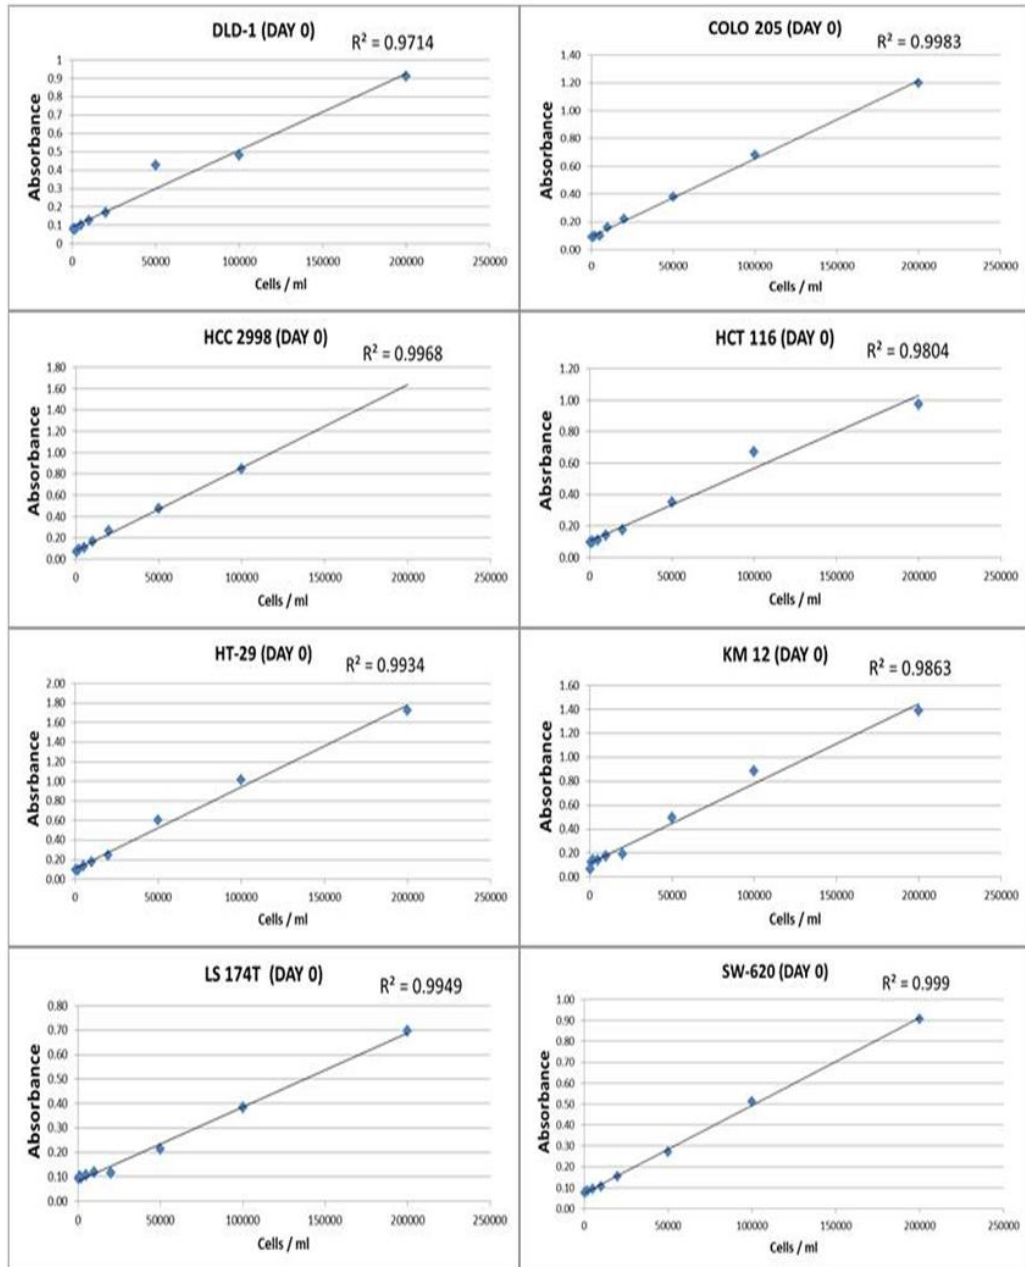 DLD-1 (DAY 0)
R² = 0.9714
Absorbance
1
0.9
0.8
0.7
0.6
0.5
0.4
0.3
0.2
0.1
0
0 50000 100000 150000 200000 250000
Cells / ml
COLO 205 (DAY 0)
R² = 0.9983
Absorbance
1.40
1.20
1.00
0.80
0.60
0.40
0.20
0.00
0 50000 100000 150000 200000 250000
Cells / ml
HCC 2998 (DAY 0)
R² = 0.9968
Absorbance
1.80
1.60
1.40
1.20
1.00
0.80
0.60
0.40
0.20
0.00
0 50000 100000 150000 200000 250000
Cells / ml
HCT 116 (DAY 0)
R² = 0.9804
Absrbance
1.20
1.00
0.80
0.60
0.40
0.20
0.00
0 50000 100000 150000 200000 250000
Cells / ml
HT-29 (DAY 0)
R² = 0.9934
Absrbance
2.00
1.80
1.60
1.40
1.20
1.00
0.80
0.60
0.40
0.20
0.00
0 50000 100000 150000 200000 250000
Cells / ml
KM 12 (DAY 0)
R² = 0.9863
Absorbance
1.60
1.40
1.20
1.00
0.80
0.60
0.40
0.20
0.00
0 50000 100000 150000 200000 250000
Cells / ml
LS 174T (DAY 0)
R² = 0.9949
Absorbance
0.80
0.70
0.60
0.50
0.40
0.30
0.20
0.10
0.00
0 50000 100000 150000 200000 250000
Cells / ml
SW-620 (DAY 0)
R² = 0.999
Absorbance
1.00
0.90
0.80
0.70
0.60
0.50
0.40
0.30
0.20
0.10
0.00
0 50000 100000 150000 200000 250000
Cells / ml